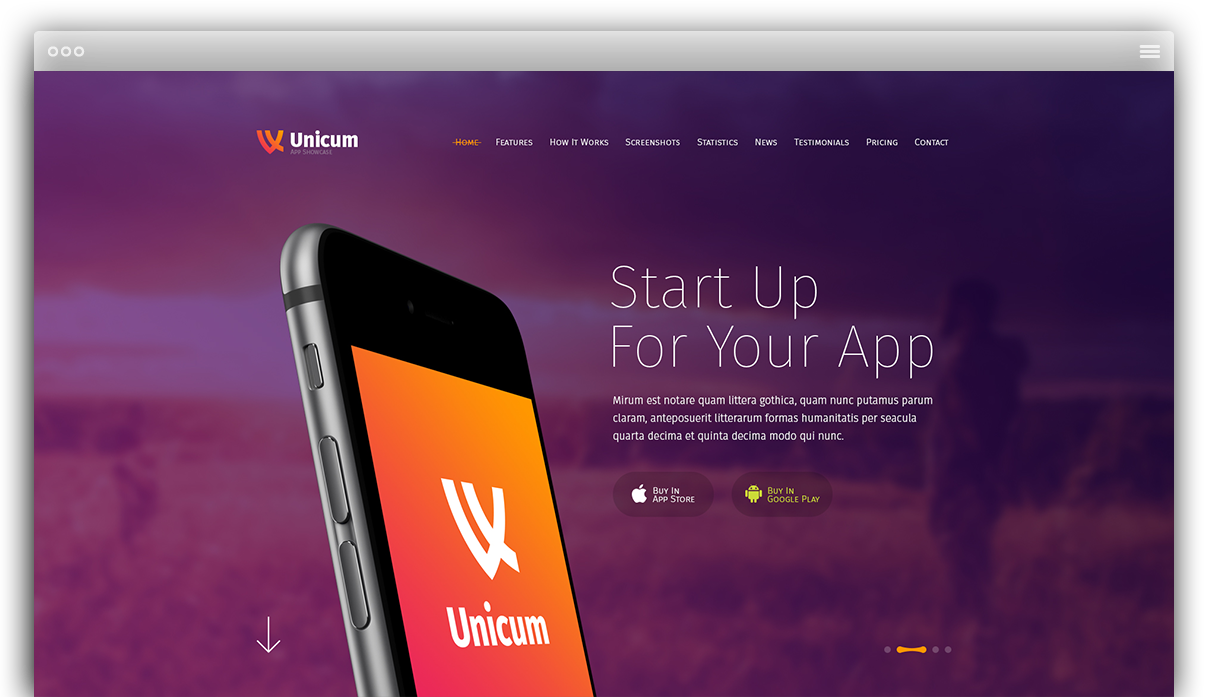 Unicum
App Showcase
Home Features How It Works Screenshots Statistics News Testimonials Pricing Contact
Start Up
For Your App
Mirum est notare quam littera gothica, quam nunc putamus parum
claram, anteposuerit litterarum formas humanitatis per seacula
quarta decima et quinta decima modo qui nunc.
Buy In
App Store
Buy In
Google Play
Unicum